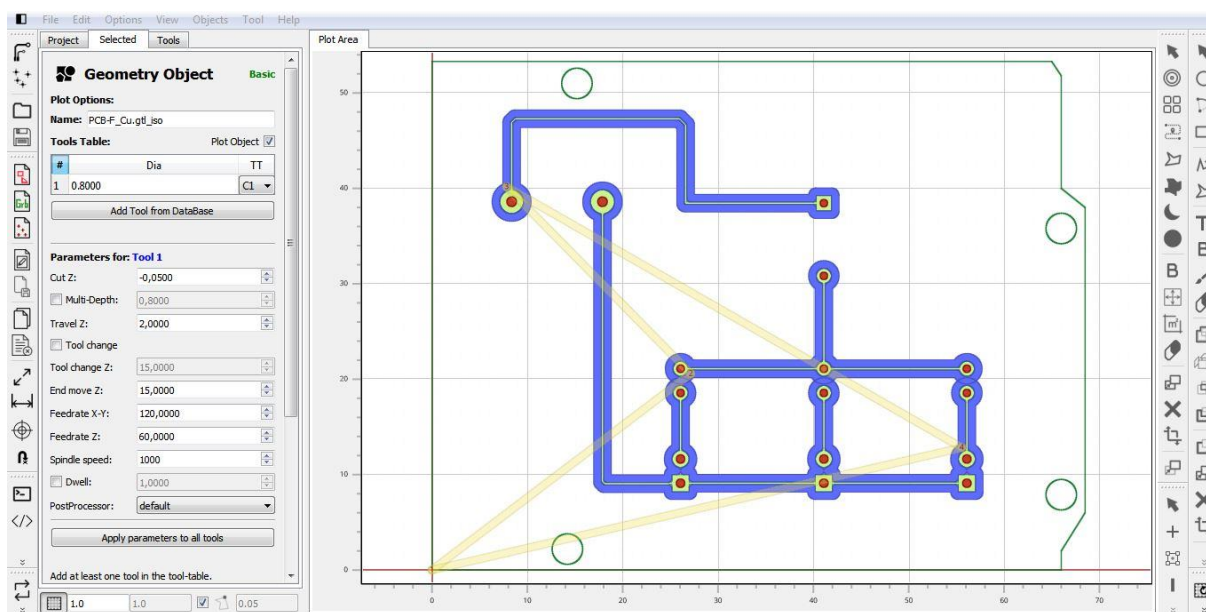 File Edit Options View Objects Tool Help
Project Selected Tools
Plot Area
Geometry Object Basic
Plot Options:
Name: PCB-F_Cu.gtl_iso
Tools Table: Plot Object
# Dia TT
1 0.8000 C1
Add Tool from DataBase
Parameters for: Tool 1
Cut Z: -0,0500
Multi-Depth: 0,8000
Travel Z: 2,0000
Tool change
Tool change Z: 15,0000
End move Z: 15,0000
Feedrate X-Y: 120,0000
Feedrate Z: 60,0000
Spindle speed: 1000
Dwell: 1,0000
PostProcessor: default
Apply parameters to all tools
Add at least one tool in the tool-table.
1.0 1.0 0.05
Grb
50
40
30
20
10
0
0 10 20 30 40 50 60 70
2
4
B
m²
T